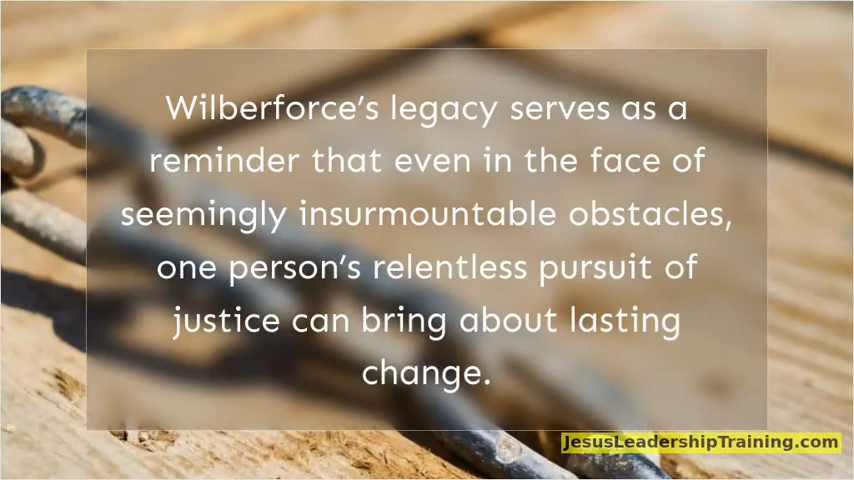 Wilberforce’s legacy serves as a
reminder that even in the face of
seemingly insurmountable obstacles,
one person’s relentless pursuit of
justice can bring about lasting
change.
JesusLeadershipTraining.com